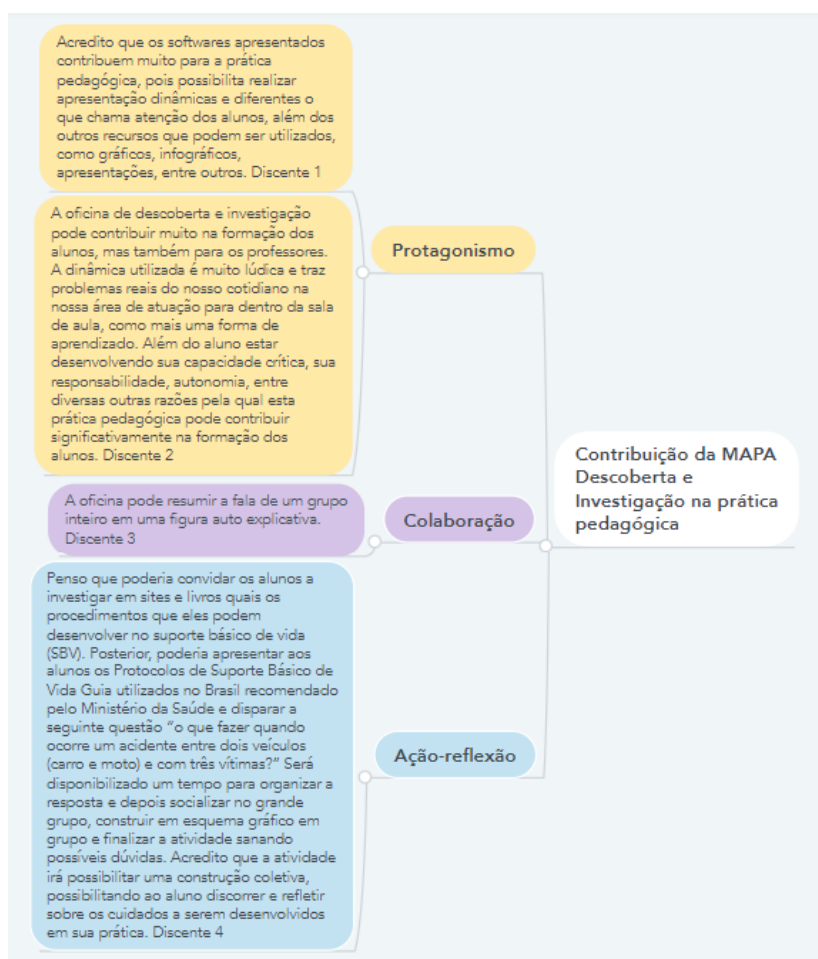 Acredito que os softwares apresentados
contribuem muito para a prática
pedagógica, pois possibilita realizar
apresentação dinâmicas e diferentes o
que chama atenção dos alunos, além dos
outros recursos que podem ser utilizados,
como gráficos, infográficos,
apresentações, entre outros. Discente 1
A oficina de descoberta e investigação
pode contribuir muito na formação dos
alunos, mas também para os professores.
A dinâmica utilizada é muito lúdica e traz
problemas reais do nosso cotidiano na
nossa área de atuação para dentro da sala
de aula, como mais uma forma de
aprendizado. Além do aluno estar
desenvolvendo sua capacidade crítica, sua
responsabilidade, autonomia, entre
diversas outras razões pela qual esta
prática pedagógica pode contribuir
significativamente na formação dos
alunos. Discente 2
Protagonismo
A oficina pode resumir a fala de um grupo
inteiro em uma figura auto explicativa.
Discente 3
Colaboração
Penso que poderia convidar os alunos a
investigar em sites e livros quais os
procedimentos que eles podem
desenvolver no suporte básico de vida
(SBV). Posterior, poderia apresentar aos
alunos os Protocolos de Suporte Básico de
Vida Guia utilizados no Brasil recomendado
pelo Ministério da Saúde e disparar a
seguinte questão “o que fazer quando
ocorre um acidente entre dois veículos
(carro e moto) e com três vítimas?” Será
disponibilizado um tempo para organizar a
resposta e depois socializar no grande
grupo, construir em esquema gráfico em
grupo e finalizar a atividade sanando
possíveis dúvidas. Acredito que a atividade
irá possibilitar uma construção coletiva,
possibilitando ao aluno discorrer e refletir
sobre os cuidados a serem desenvolvidos
em sua prática. Discente 4
Ação-reflexão
Contribuição da MAPA
Descoberta e
Investigação na prática
pedagógica